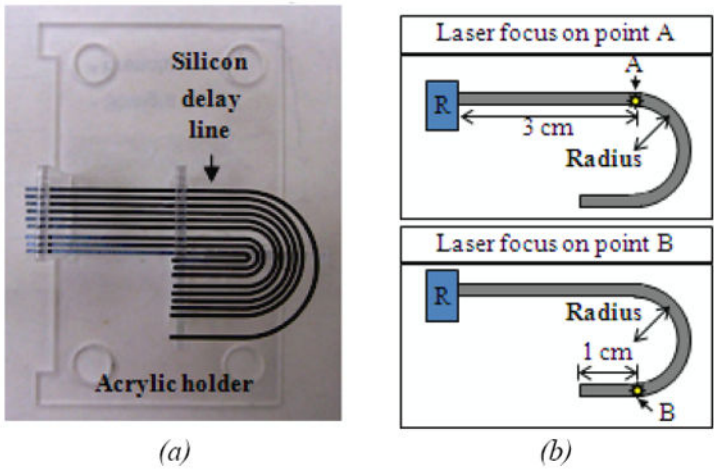 Silicon
delay
line
Acrylic holder
(a)
Laser focus on point A
A
R
3 cm
Radius
Laser focus on point B
R
Radius
1 cm
B
(b)